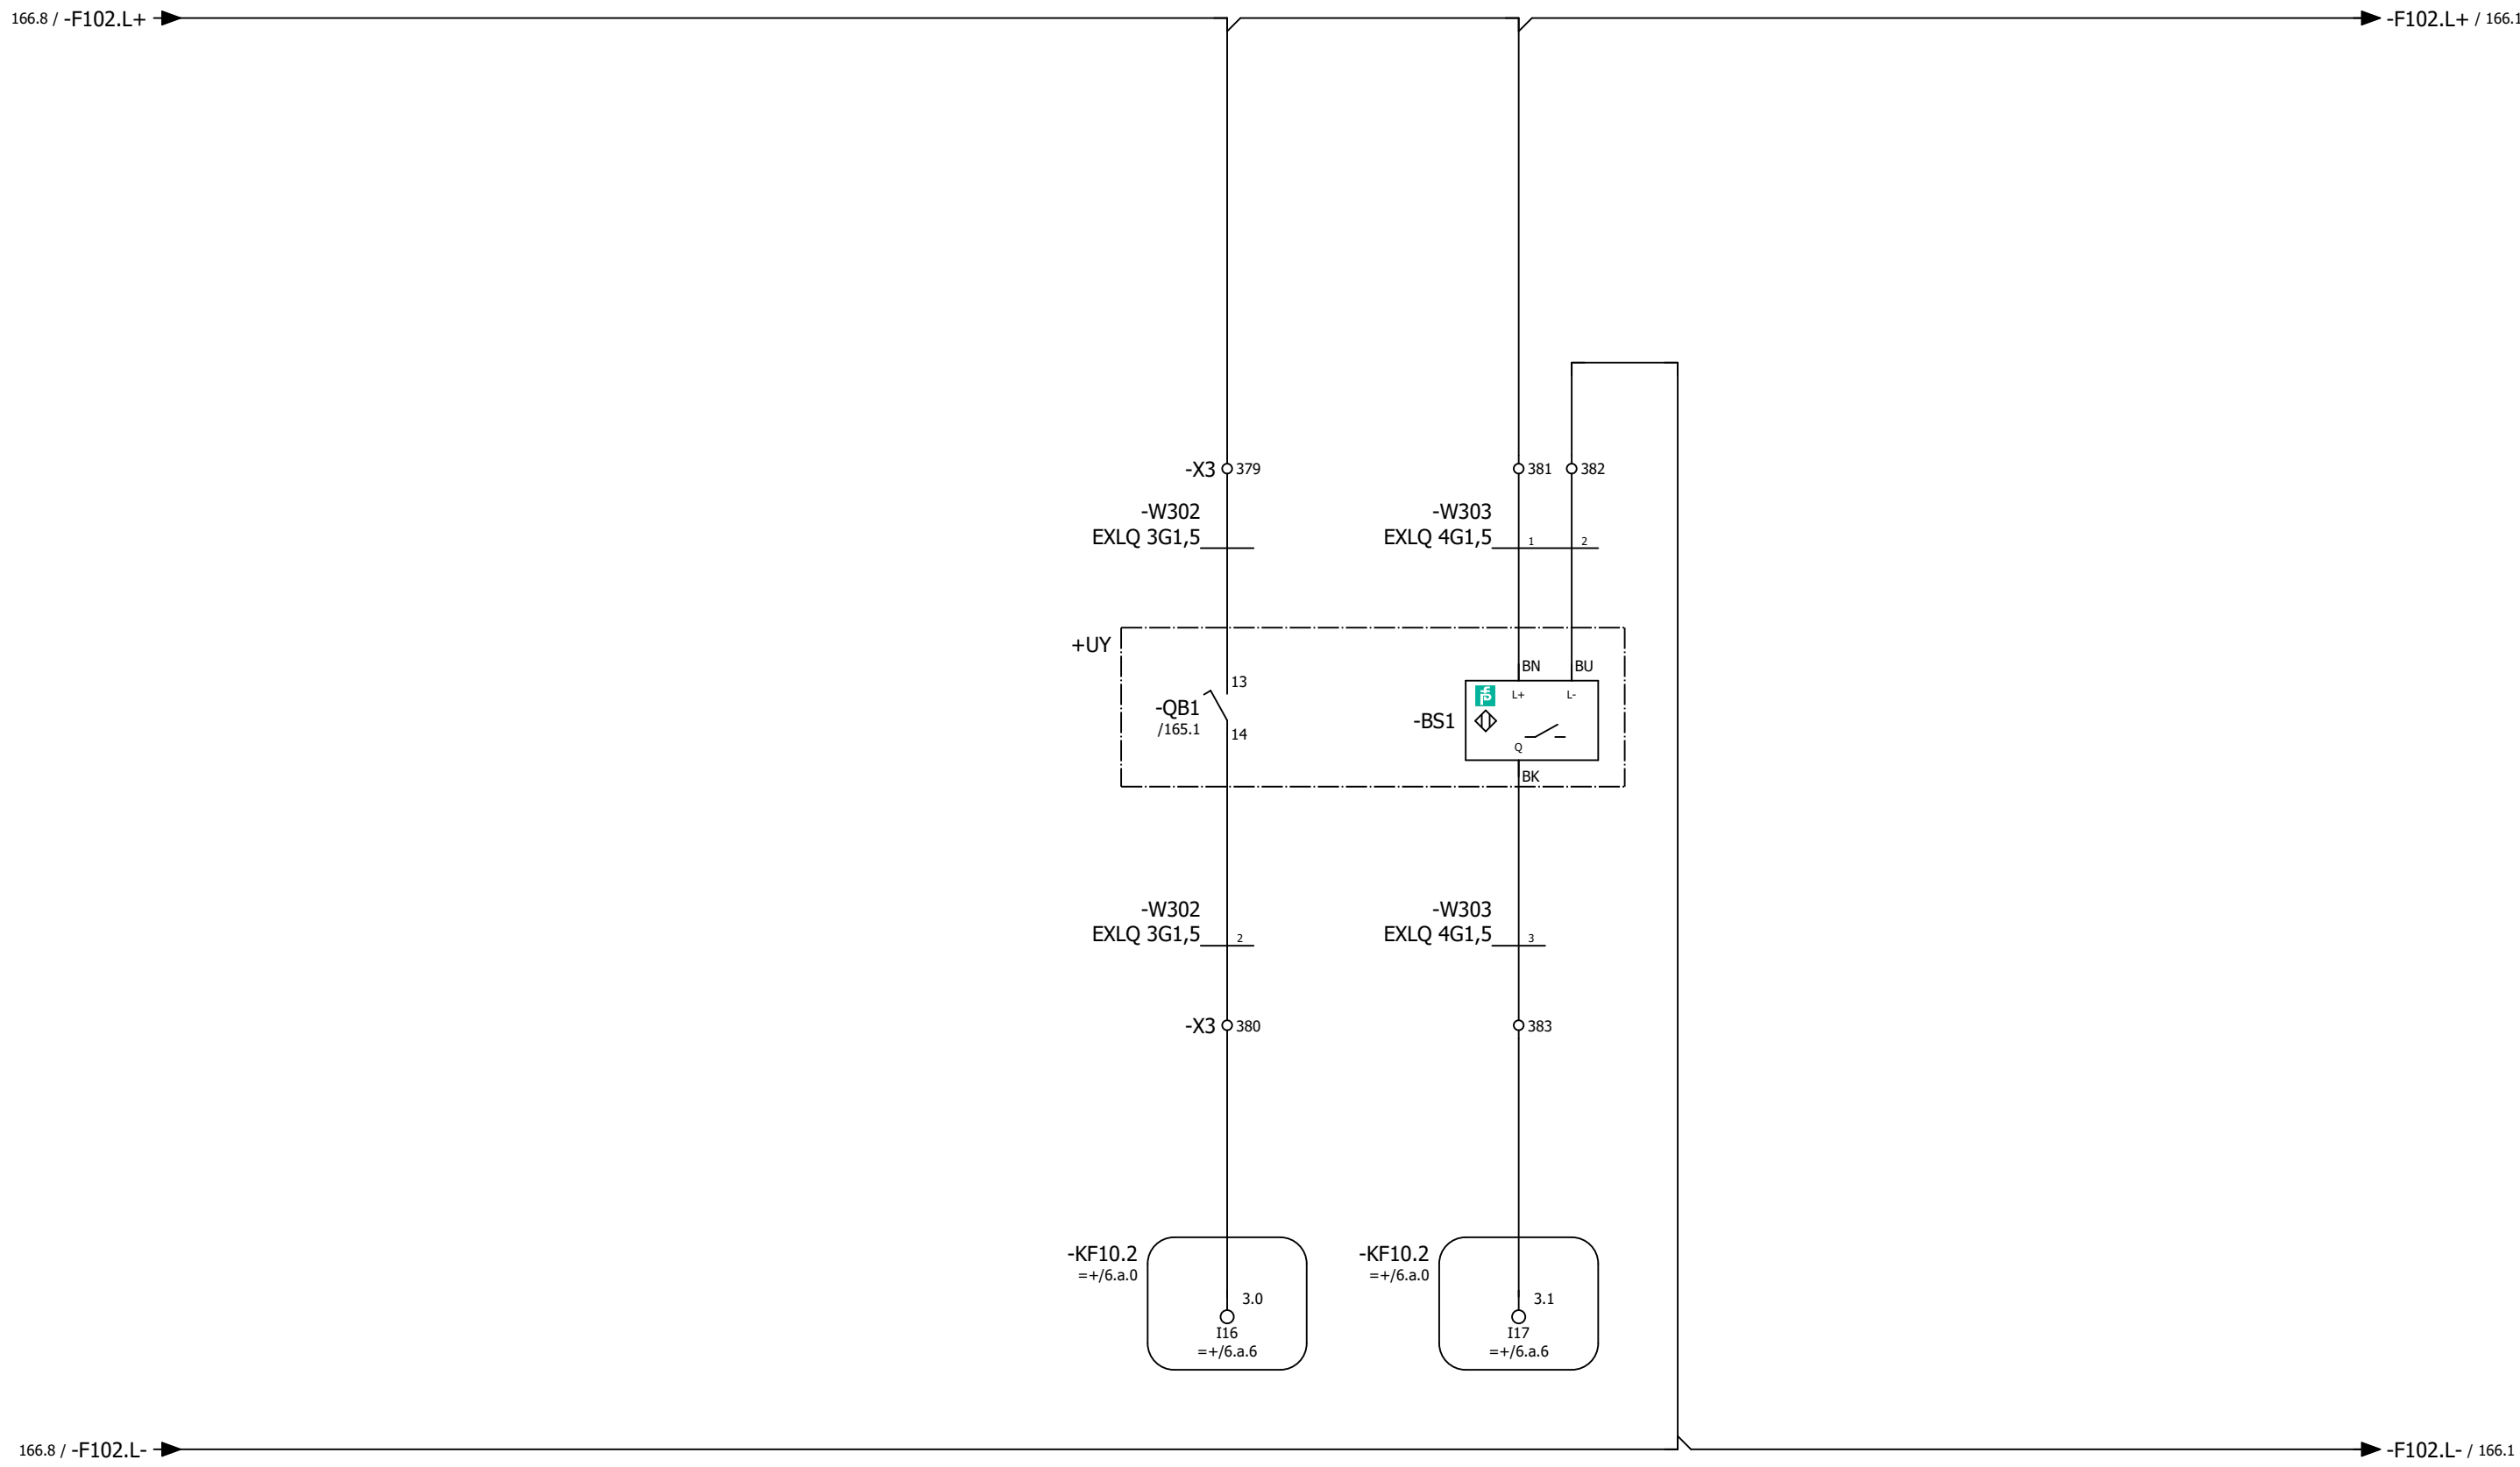 166.8 / -F102.L+
-F102.L+ / 166.1
-X3 379
381
382
-W302
EXLQ 3G1,5
-W303
EXLQ 4G1,5
1
2
+UY
BN
BU
13
-QB1
/165.1
14
L+
L-
-BS1
Q
BK
-W302
EXLQ 3G1,5
2
-W303
EXLQ 4G1,5
3
-X3 380
383
-KF10.2
=+/6.a.0
3.0
I16
=+/6.a.6
-KF10.2
=+/6.a.0
3.1
I17
=+/6.a.6
166.8 / -F102.L-
-F102.L- / 166.1